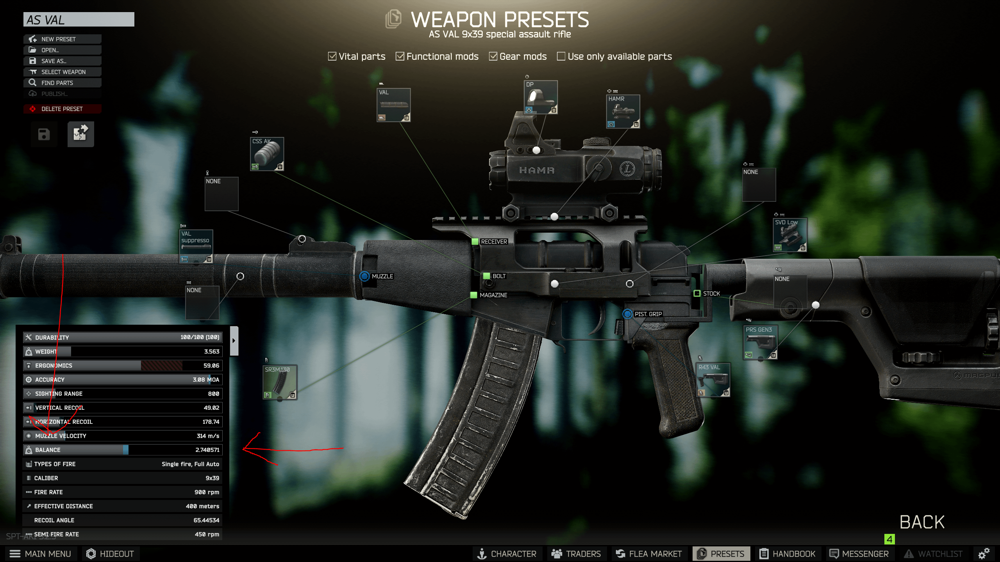 AS VAL
WEAPON PRESETS
AS VAL 9x39 special assault rifle
NEW PRESET
OPEN...
SAVE AS...
SELECT WEAPON
FIND PARTS
PUBLISH...
DELETE PRESET
Vital parts
Functional mods
Gear mods
Use only available parts
DP
VAL
HAMR
CSS AK
NONE
HAMR
NONE
SVD Low
VAL
suppresso
RECEIVER
MUZZLE
BOLT
NONE
NONE
MAGAZINE
STOCK
PIST. GRIP
PRS GEN3
SR3M.130
R43 VAL
MAGPUL
DURABILITY 100/100 (100)
WEIGHT 3.563
ERGONOMICS 59.06
ACCURACY 3.08 MOA
SIGHTING RANGE 800
VERTICAL RECOIL 49.02
HORIZONTAL RECOIL 178.74
MUZZLE VELOCITY 314 m/s
BALANCE 2.740571
TYPES OF FIRE Single fire, Full Auto
CALIBER 9x39
FIRE RATE 900 rpm
EFFECTIVE DISTANCE 400 meters
RECOIL ANGLE 65.44534
SEMI FIRE RATE 450 rpm
BACK
4
MAIN MENU
HIDEOUT
CHARACTER
TRADERS
FLEA MARKET
PRESETS
HANDBOOK
MESSENGER
WATCHLIST